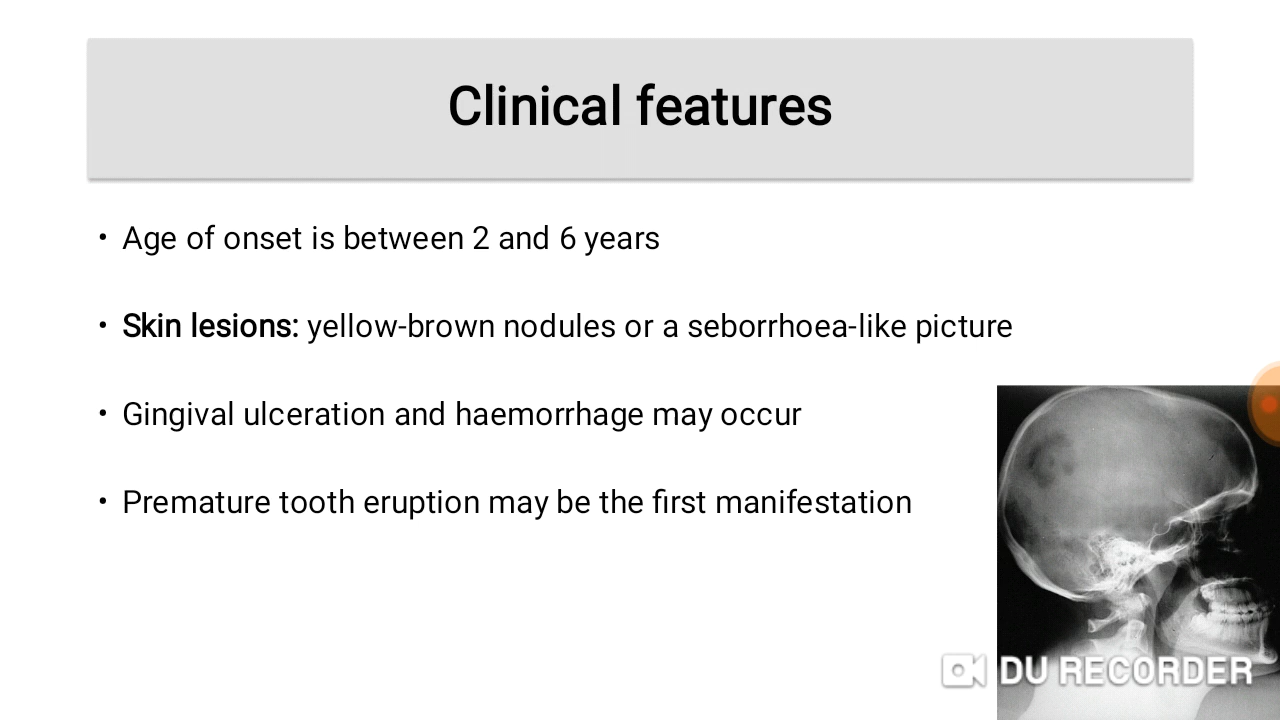 Clinical features
• Age of onset is between 2 and 6 years
• Skin lesions: yellow-brown nodules or a seborrhoea-like picture
• Gingival ulceration and haemorrhage may occur
• Premature tooth eruption may be the first manifestation
DU RECORDER